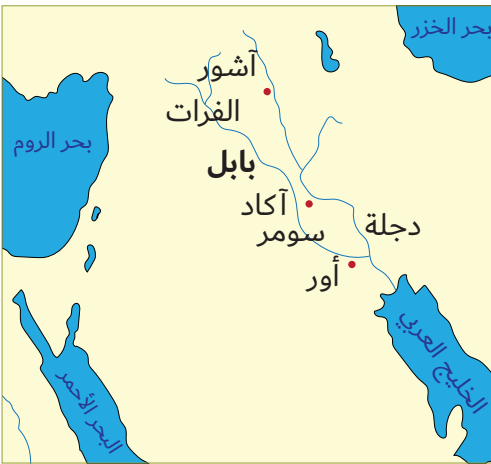 بحر الخزر
آشور
الفرات
بحر الروم
بابل
آكاد
سومر
دجلة
أور
الخليج العربي
البحر الأحمر